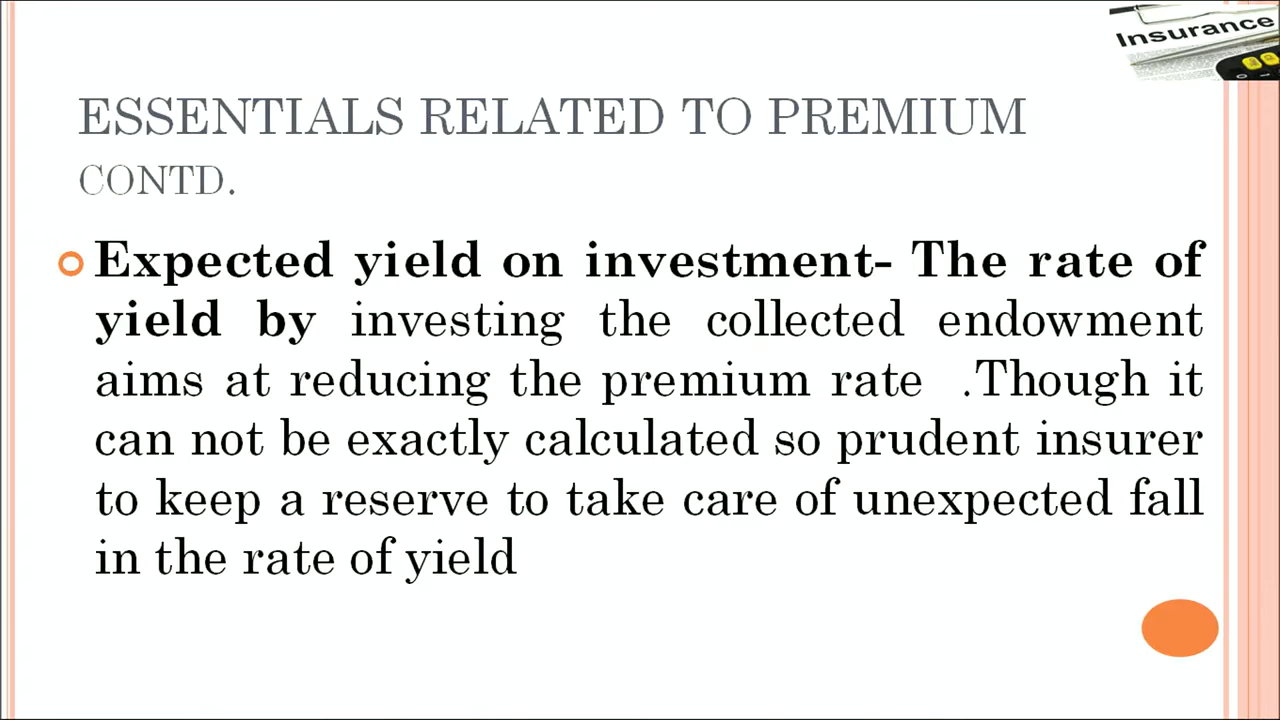 Insurance
ESSENTIALS RELATED TO PREMIUM
CONTD.
Expected yield on investment- The rate of
yield by investing the collected endowment
aims at reducing the premium rate .Though it
can not be exactly calculated so prudent insurer
to keep a reserve to take care of unexpected fall
in the rate of yield